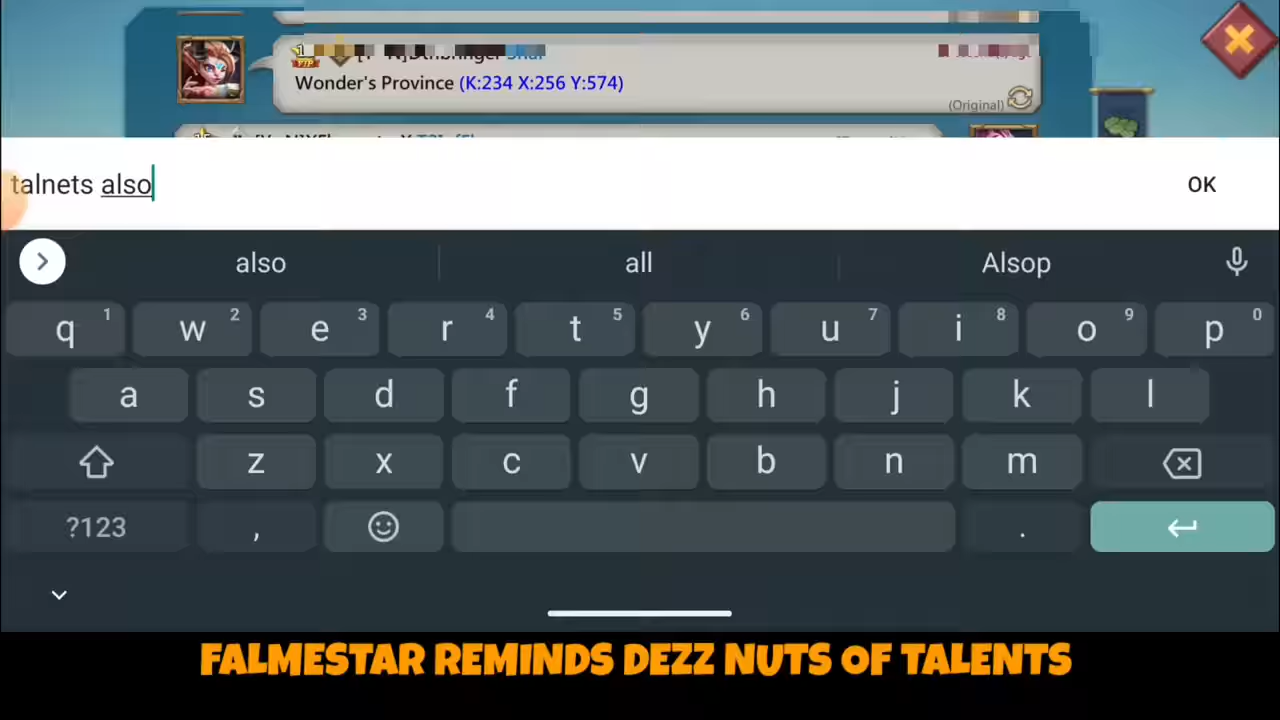 Wonder's Province (K:234 X:256 Y:574)
(Original)
talnets also
OK
also all Alsop
q 1 w 2 e 3 r 4 t 5 y 6 u 7 i 8 o 9 p 0
a s d f g h j k l
z x c v b n m
?123 , .
FALMESTAR REMINDS DEZZ NUTS OF TALENTS